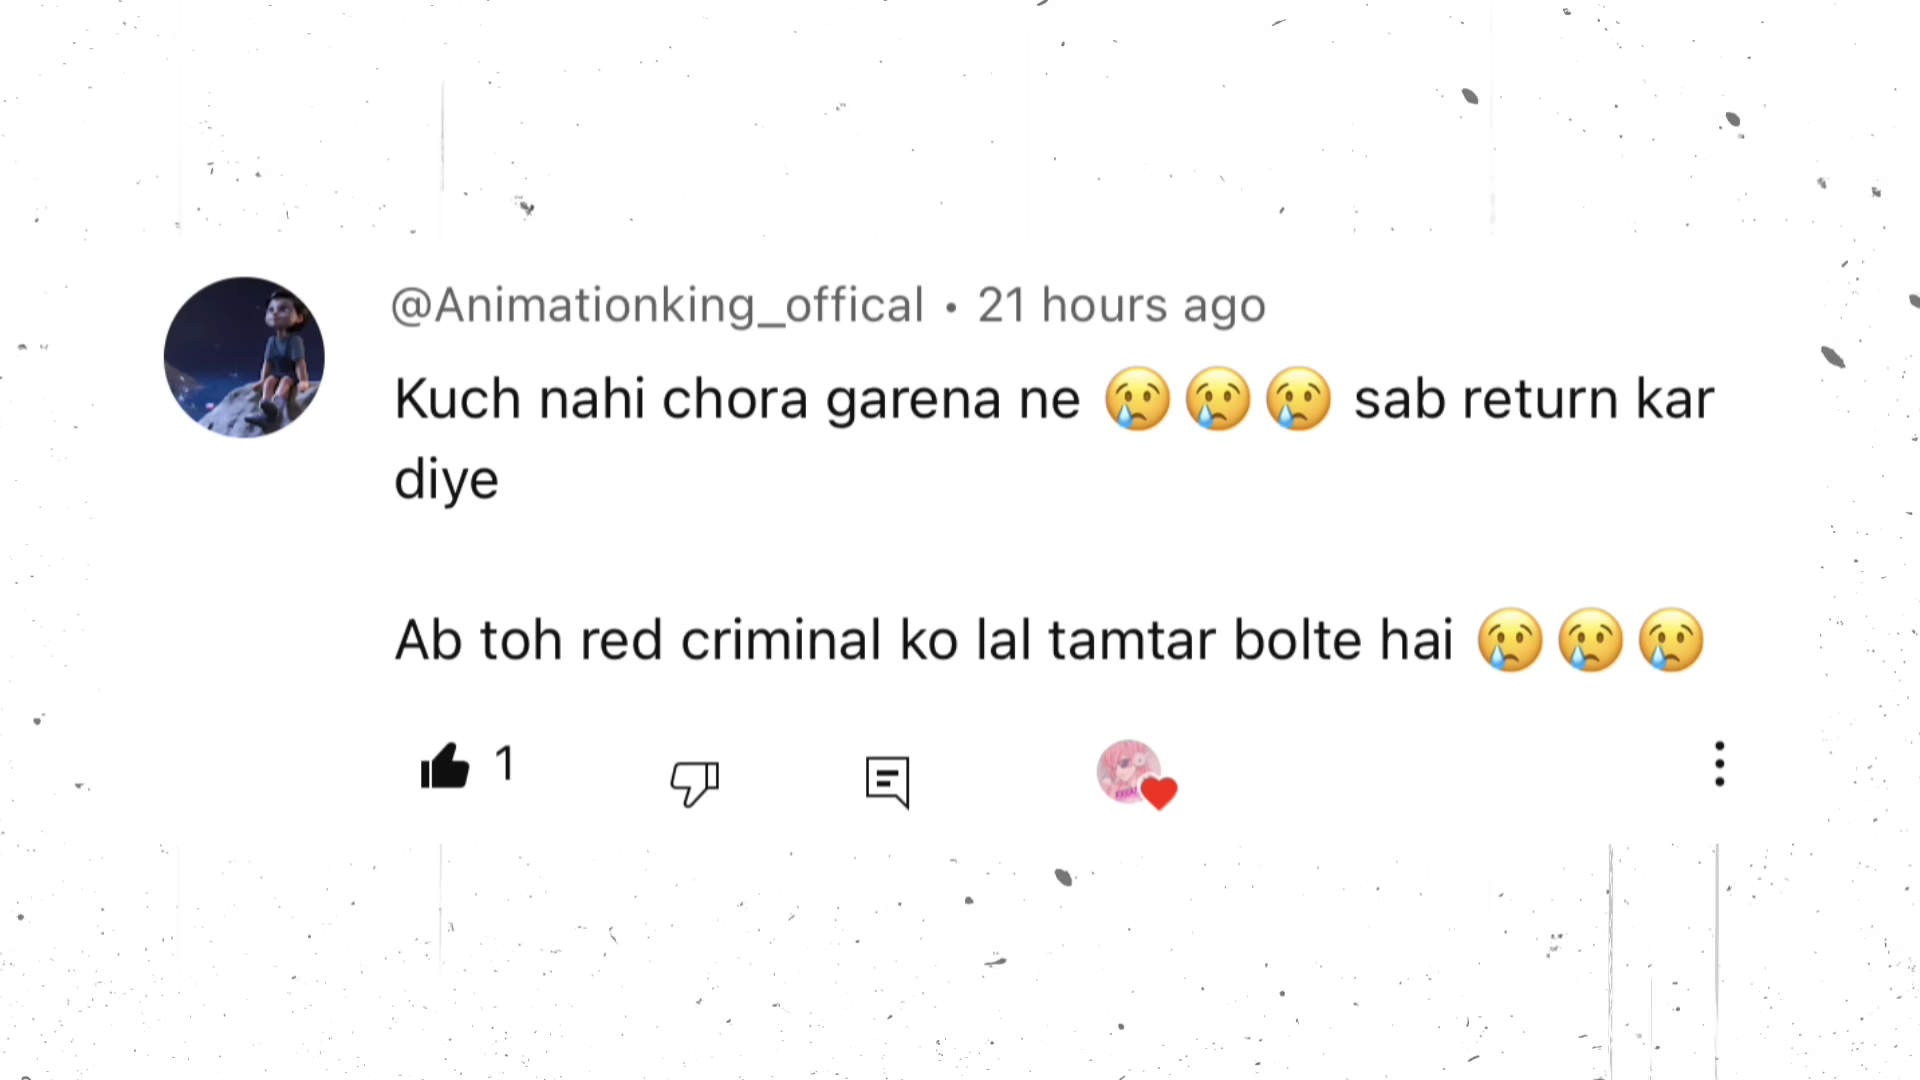 @Animationking_offical • 21 hours ago
Kuch nahi chora garena ne 😢😢😢 sab return kar
diye
Ab toh red criminal ko lal tamtar bolte hai 😢😢😢
1